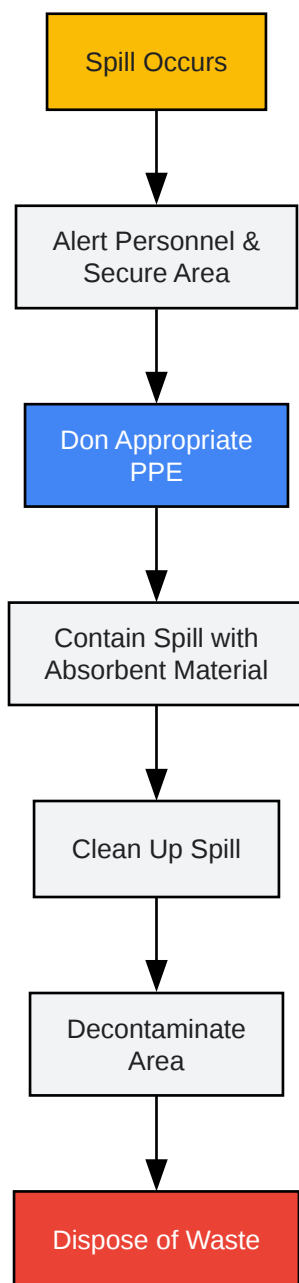 Spill Occurs
Alert Personnel &
Secure Area
Don Appropriate
PPE
Contain Spill with
Absorbent Material
Clean Up Spill
Decontaminate
Area
Dispose of Waste